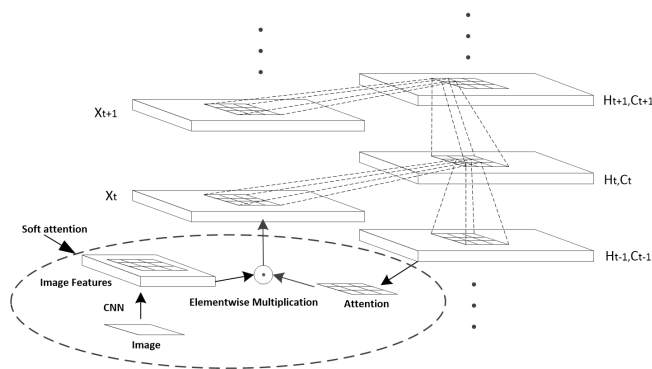 Xt+1
Ht+1,Ct+1
Xt
Ht,Ct
Soft attention
Ht-1,Ct-1
Image Features
Elementwise Multiplication
Attention
CNN
Image